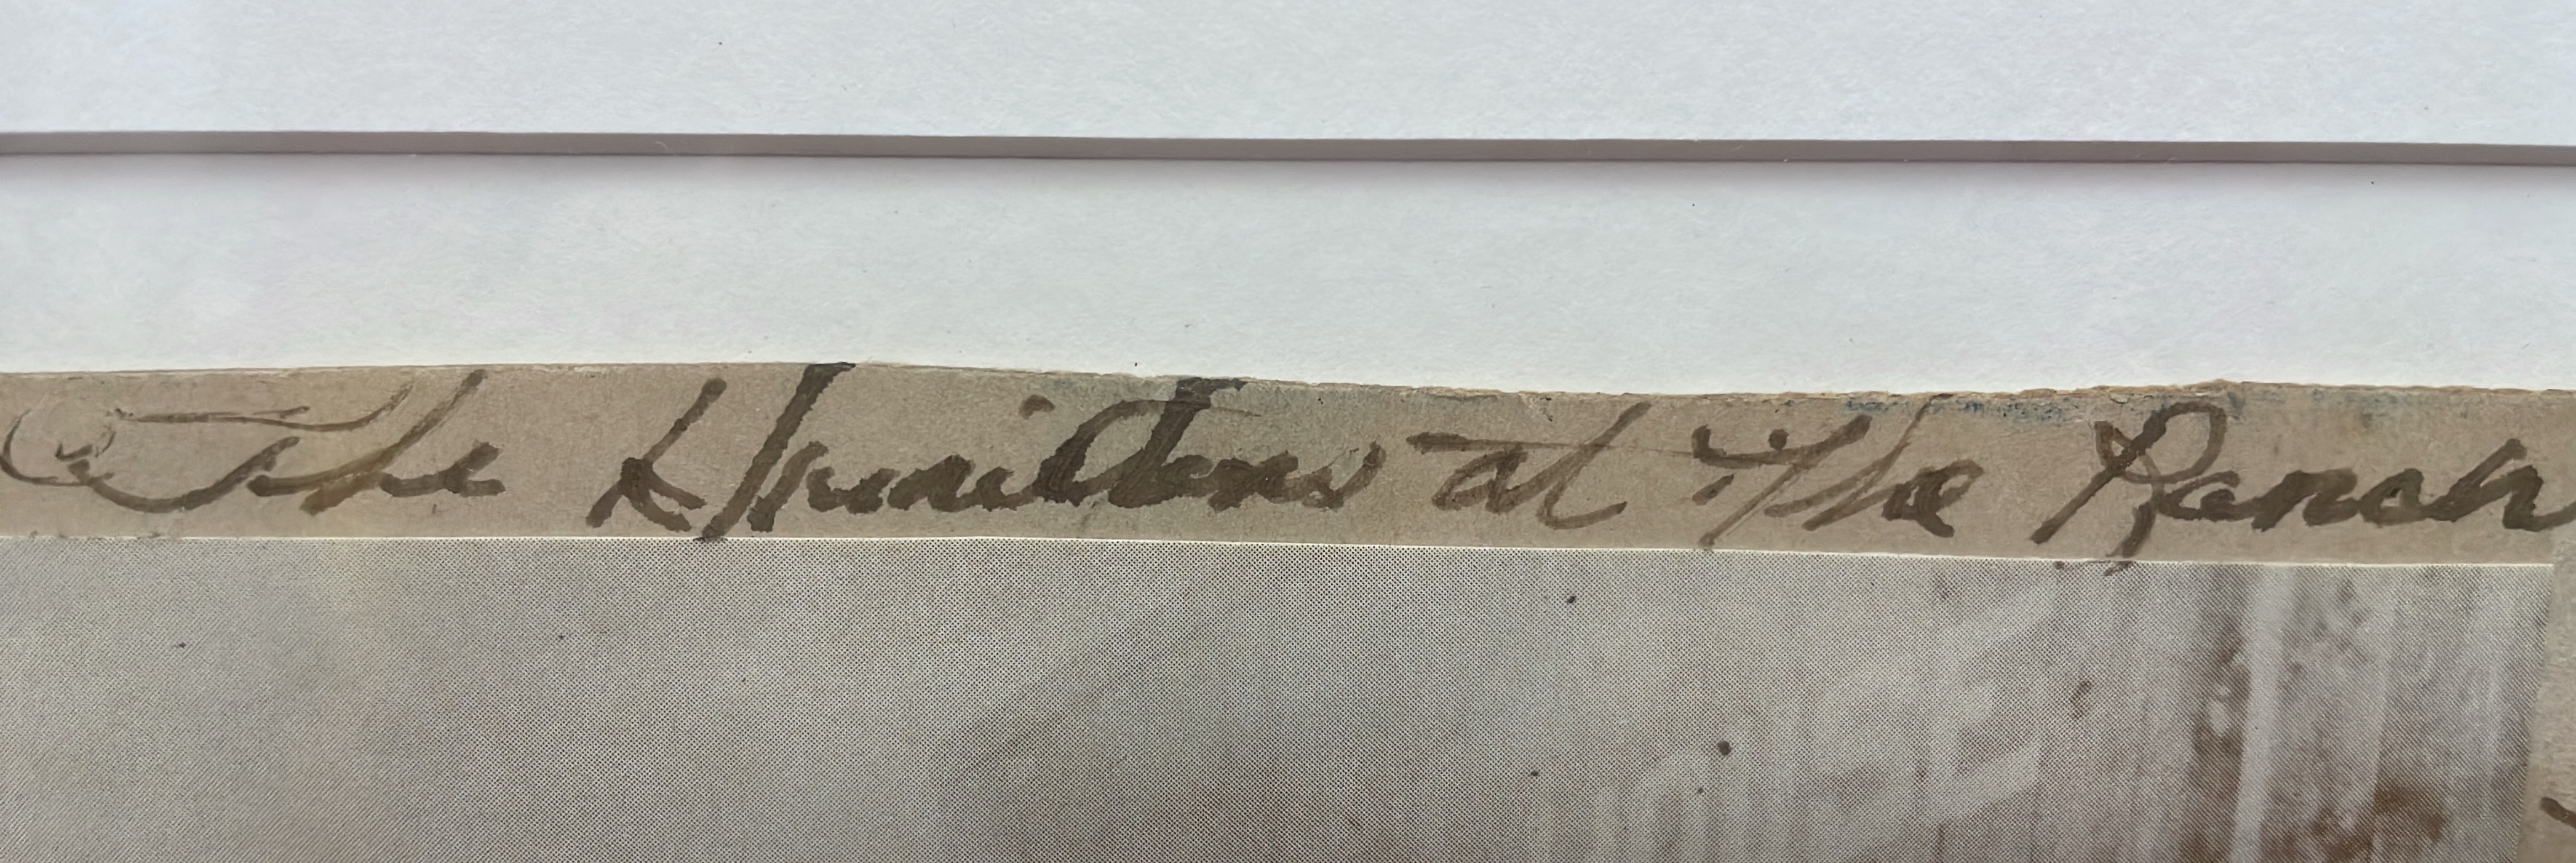 The Hamiltons at the Ranch